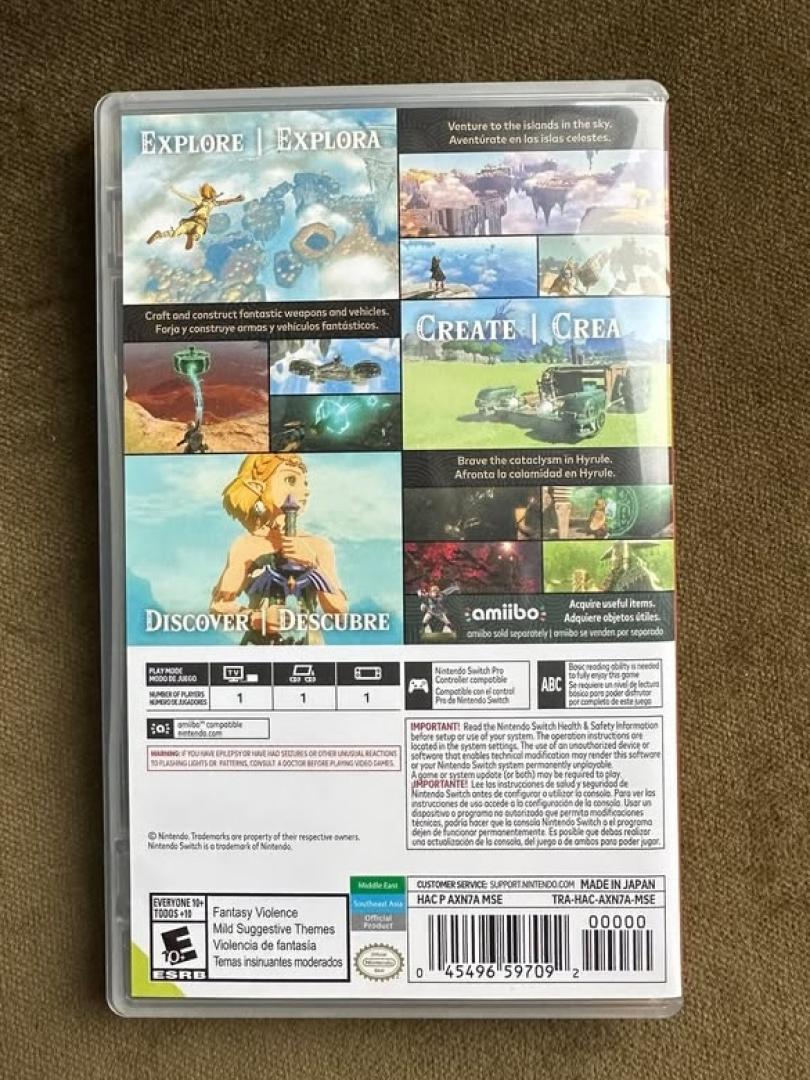 EXPLORE | EXPLORA
Venture to the islands in the sky.
Aventúrate en las islas celestes.
Craft and construct fantastic weapons and vehicles.
Forja y construye armas y vehículos fantásticos.
CREATE | CREA
Brave the cataclysm in Hyrule.
Afronta la calamidad en Hyrule.
DISCOVER | DESCUBRE
amiibo
Acquire useful items.
Adquiere objetos útiles.
amiibo sold separately | amiibo se venden por separado
PLAY MODE
MODO DE JUEGO
TV
NUMBER OF PLAYERS
NÚMERO DE JUGADORES
1
1
1
Nintendo Switch Pro
Controller compatible
Compatible con el control
Pro de Nintendo Switch
ABC
Basic reading ability is needed
to fully enjoy this game
Se requiere un nivel de lectura
básico para poder disfrutar
por completo de este juego
amiibo™ compatible
nintendo.com
WARNING: IF YOU HAVE EPILEPSY OR HAVE HAD SEIZURES OR OTHER UNUSUAL REACTIONS
TO FLASHING LIGHTS OR PATTERNS, CONSULT A DOCTOR BEFORE PLAYING VIDEO GAMES.
IMPORTANT! Read the Nintendo Switch Health & Safety Information
before setup or use of your system. The operation instructions are
located in the system settings. The use of an unauthorized device or
software that enables technical modification may render this software
or your Nintendo Switch system permanently unplayable.
A game or system update (or both) may be required to play.
¡IMPORTANTE! Lee las instrucciones de salud y seguridad de
Nintendo Switch antes de configurar o utilizar la consola. Para ver las
instrucciones de uso accede a la configuración de la consola. Usar un
dispositivo o programa no autorizado que permita modificaciones
técnicas, podría hacer que la consola Nintendo Switch o el programa
dejen de funcionar permanentemente. Es posible que debas realizar
una actualización de la consola, del juego o de ambos para poder jugar.
© Nintendo. Trademarks are property of their respective owners.
Nintendo Switch is a trademark of Nintendo.
EVERYONE 10+
TODOS +10
E
10+
ESRB
Fantasy Violence
Mild Suggestive Themes
Violencia de fantasía
Temas insinuantes moderados
Middle East
Southeast Asia
Official
Product
Official
Nintendo
Seal
CUSTOMER SERVICE: SUPPORT.NINTENDO.COM MADE IN JAPAN
HAC P AXN7A MSE TRA-HAC-AXN7A-MSE
00000
0 45496 59709 2